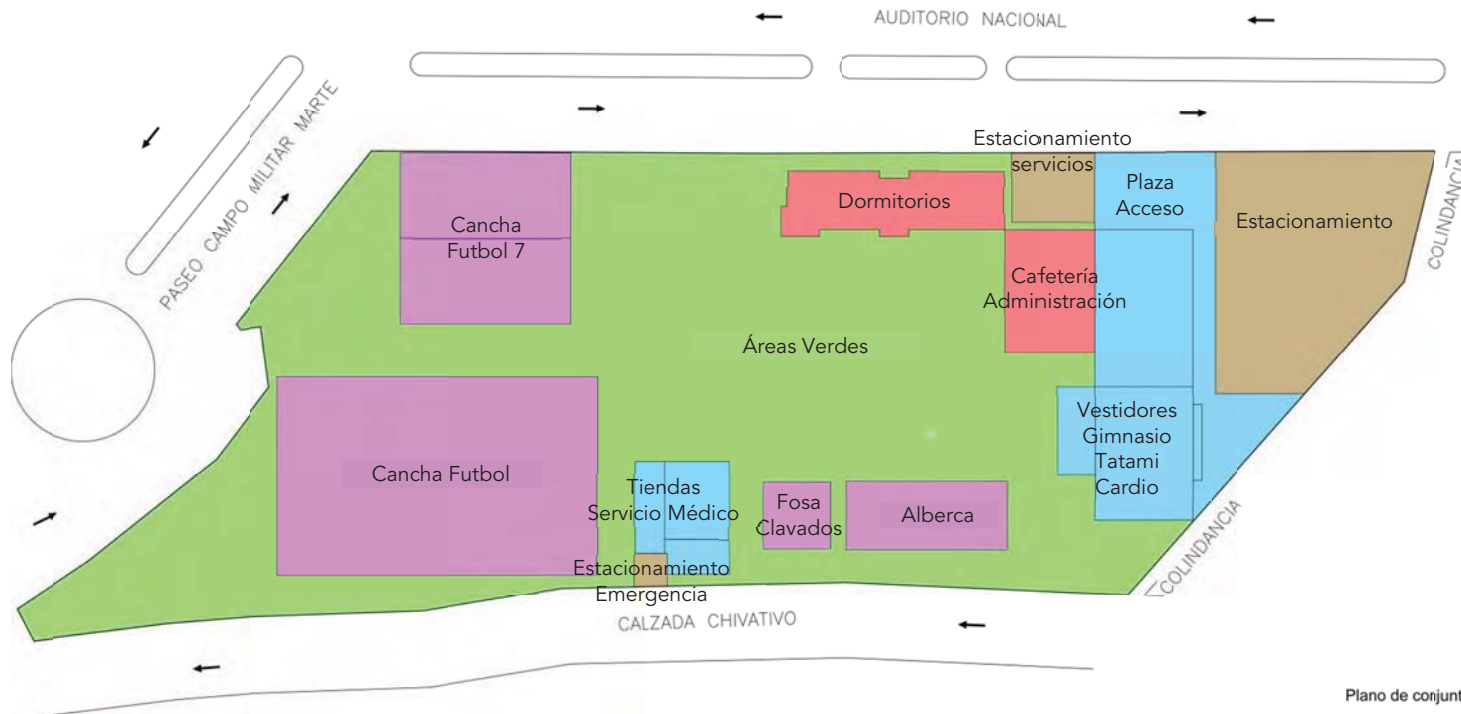 AUDITORIO NACIONAL
PASEO CAMPO MILITAR MARTE
Estacionamiento
servicios
Plaza
Acceso
COLINDANCIA
Dormitorios
Cancha
Futbol 7
Estacionamiento
Cafetería
Administración
Áreas Verdes
Vestidores
Gimnasio
Tatami
Cardio
Cancha Futbol
Tiendas
Servicio Médico
Fosa
Clavados
Alberca
Estacionamiento
Emergencia
COLINDANCIA
CALZADA CHIVATIVO
Plano de conjunt